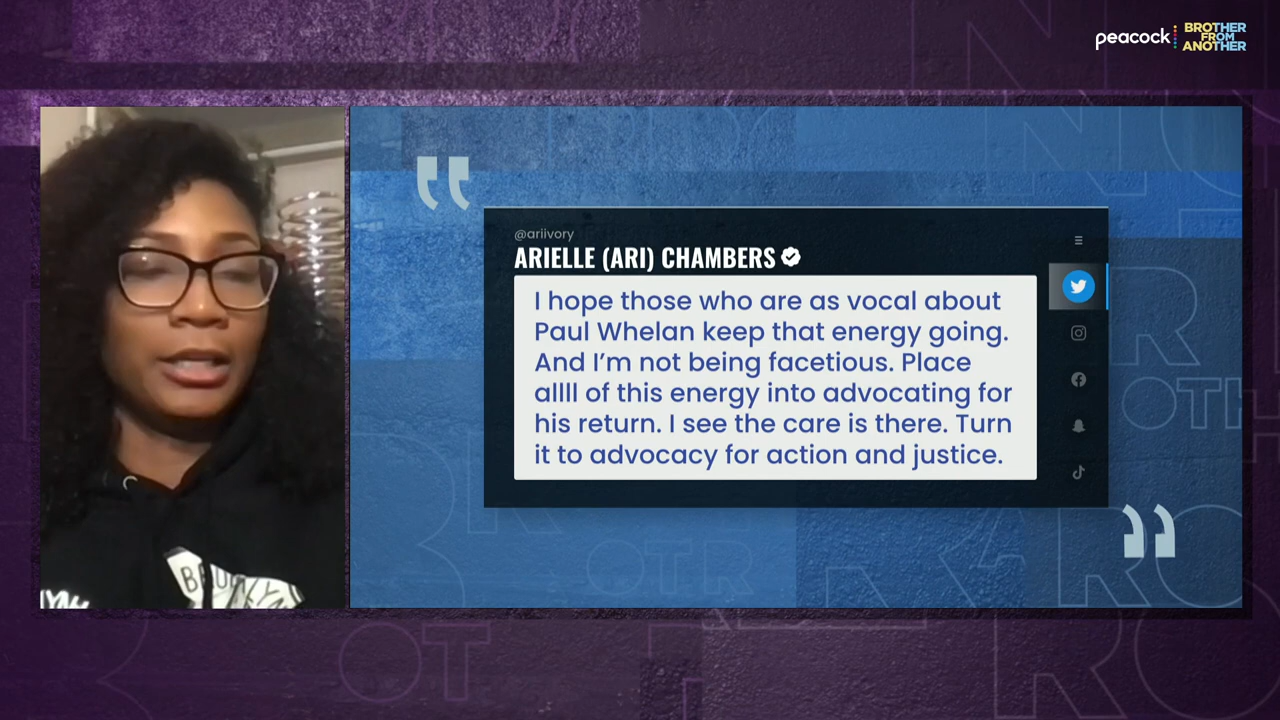 peacock
BROTHER
FROM
ANOTHER
@ariivory
ARIELLE (ARI) CHAMBERS
I hope those who are as vocal about
Paul Whelan keep that energy going.
And I’m not being facetious. Place
allll of this energy into advocating for
his return. I see the care is there. Turn
it to advocacy for action and justice.
BROOKLYN